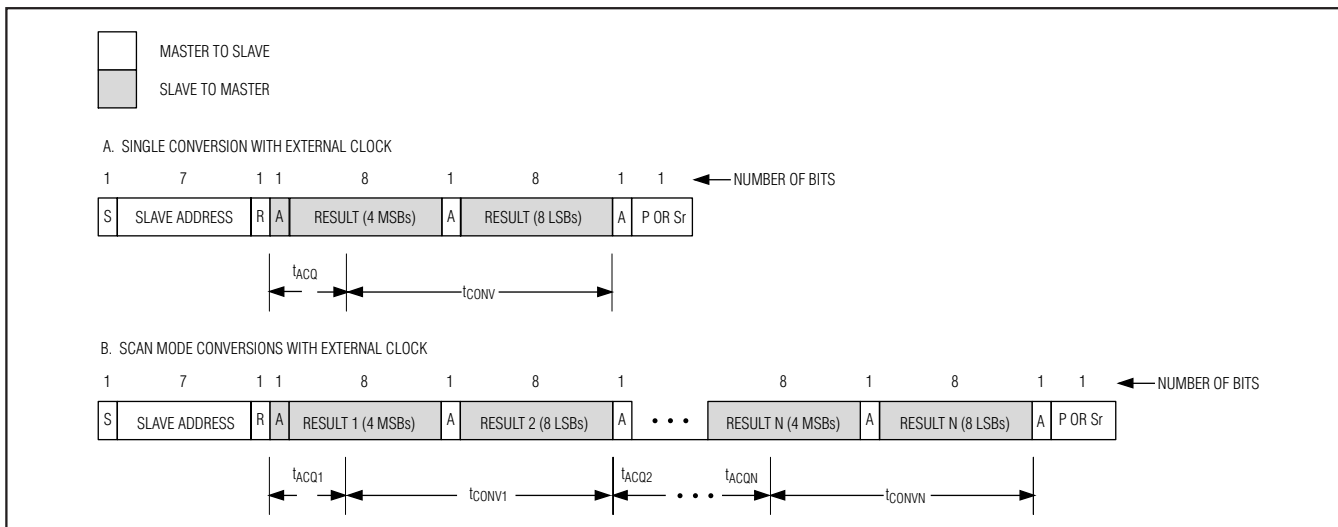 MASTER TO SLAVE
SLAVE TO MASTER
A. SINGLE CONVERSION WITH EXTERNAL CLOCK
1 7 1 1 8 1 8 1 1 NUMBER OF BITS
S SLAVE ADDRESS R A RESULT (4 MSBs) A RESULT (8 LSBs) A P OR Sr
tACQ
tCONV
B. SCAN MODE CONVERSIONS WITH EXTERNAL CLOCK
1 7 1 1 8 1 8 1 8 1 8 1 1 NUMBER OF BITS
S SLAVE ADDRESS R A RESULT 1 (4 MSBs) A RESULT 2 (8 LSBs) A • • • RESULT N (4 MSBs) A RESULT N (8 LSBs) A P OR Sr
tACQ1 tACQ2 tACQN
tCONV1 • • • tCONVN